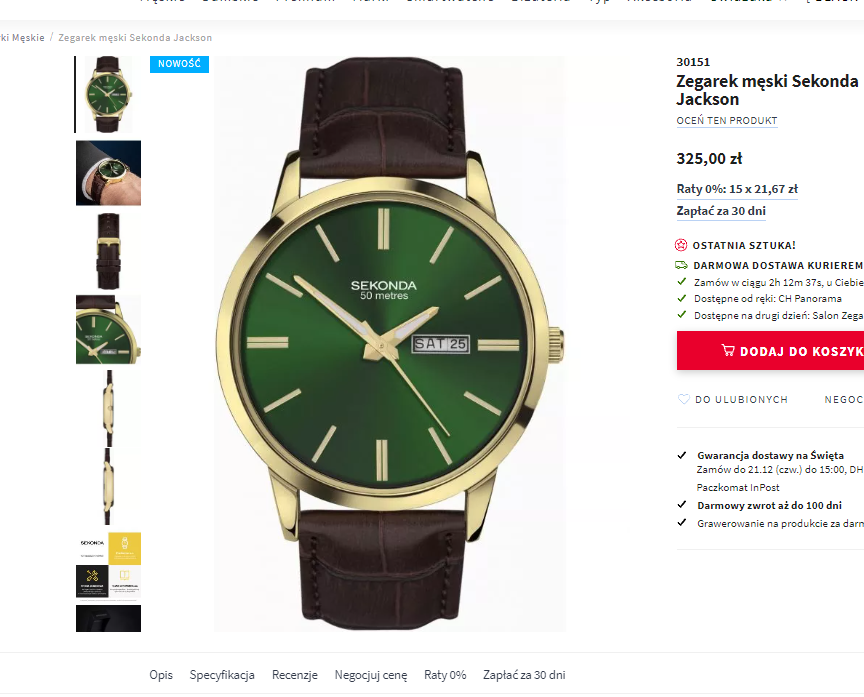 rki Męskie / Zegarek męski Sekonda Jackson
NOWOŚĆ
SEKONDA
50 metres
SAT 25
SEKONDA
30151
Zegarek męski Sekonda
Jackson
OCEŃ TEN PRODUKT
325,00 zł
Raty 0%: 15 x 21,67 zł
Zapłać za 30 dni
OSTATNIA SZTUKA!
DARMOWA DOSTAWA KURIEREM
Zamów w ciągu 2h 12m 37s, u Ciebie
Dostępne od ręki: CH Panorama
Dostępne na drugi dzień: Salon Zega
DODAJ DO KOSZYK
DO ULUBIONYCH
NEGOC
Gwarancja dostawy na Święta
Zamów do 21.12 (czw.) do 15:00, DH
Paczkomat InPost
Darmowy zwrot aż do 100 dni
Grawerowanie na produkcie za darm
Opis Specyfikacja Recenzje Negocjuj cenę Raty 0% Zapłać za 30 dni